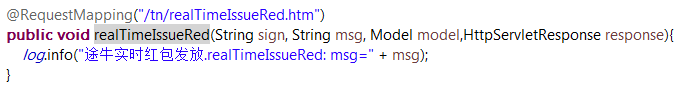 @RequestMapping("/tn/realTimeIssueRed.htm")
public void realTimeIssueRed(String sign, String msg, Model model,HttpServletResponse response){
log.info("途牛实时红包发放.realTimeIssueRed: msg=" + msg);
}